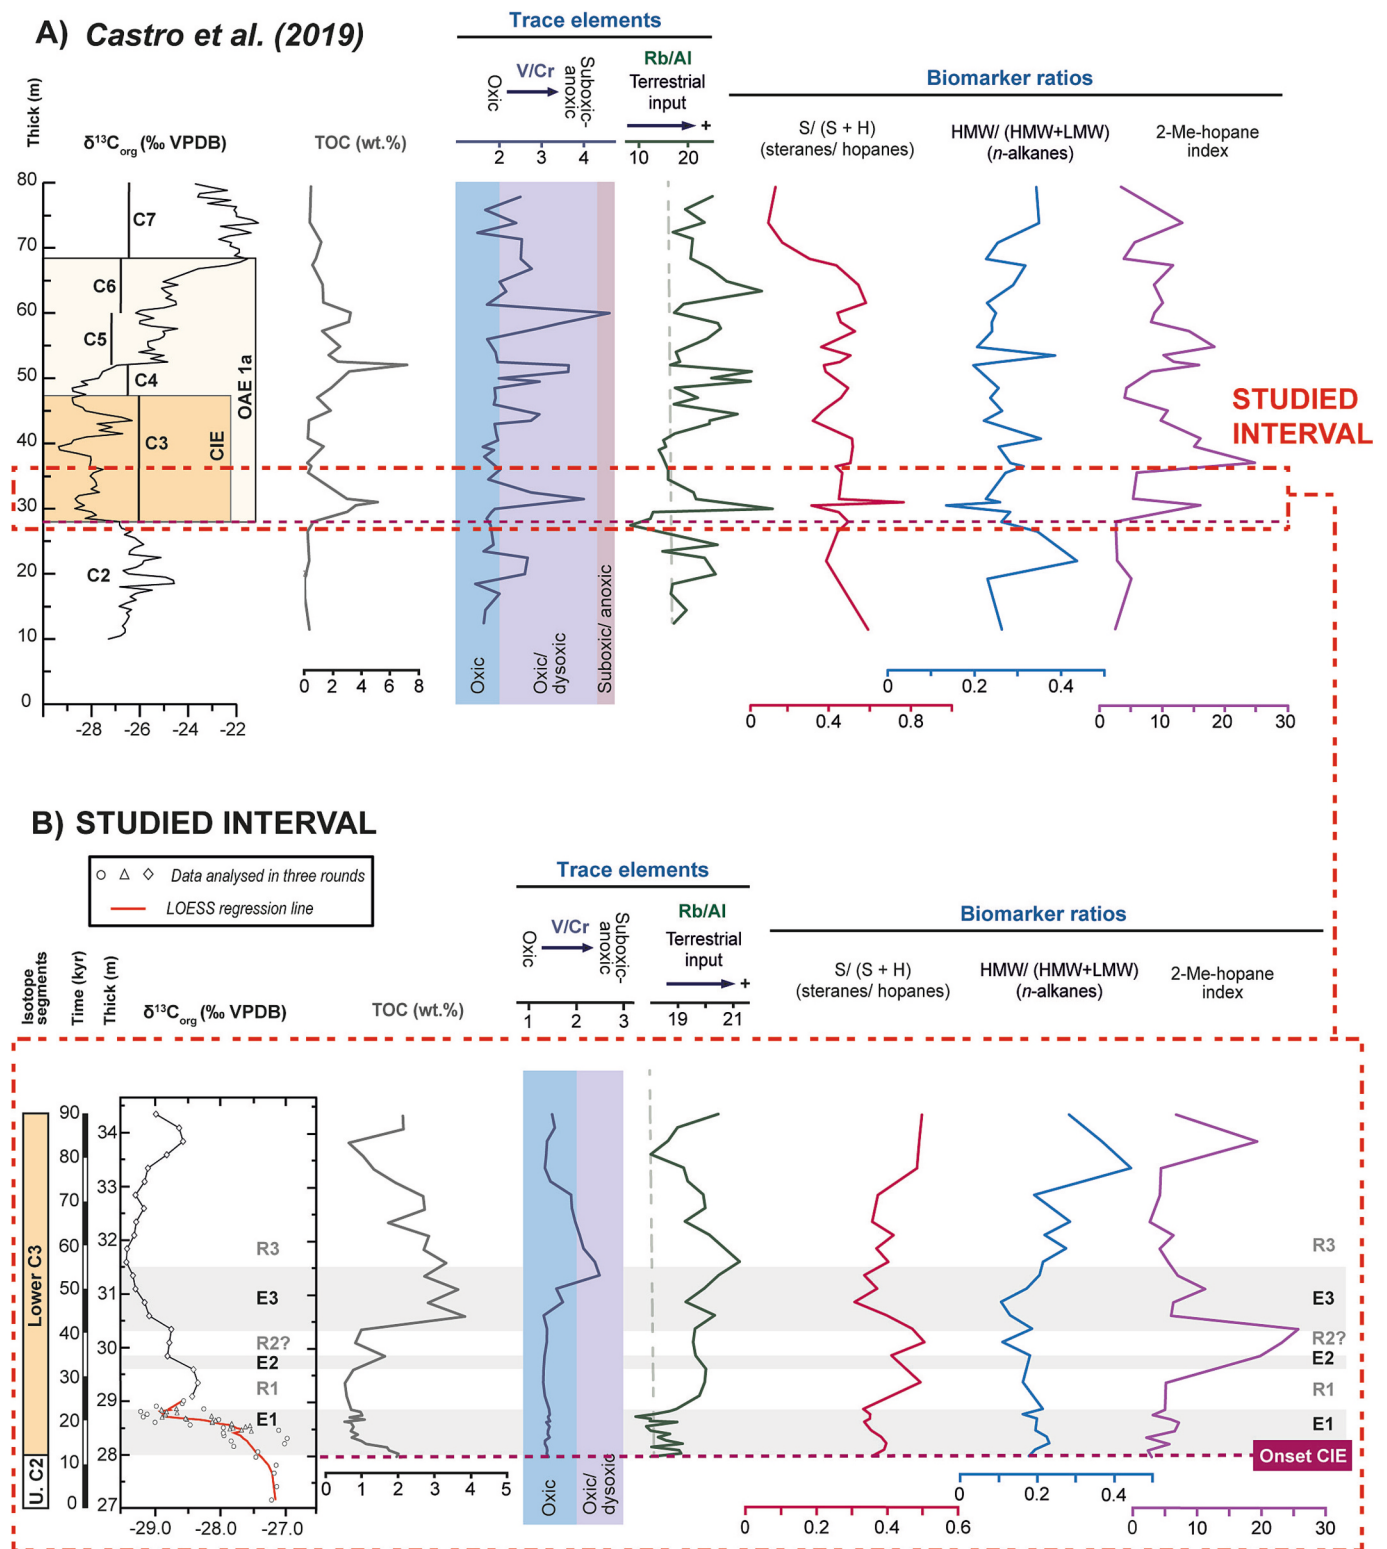 A) Castro et al. (2019)
Trace elements
Oxic
V/Cr
Suboxic-
anoxic
Rb/Al
Terrestrial
input
+
Biomarker ratios
Thick (m)
δ¹³Corg (‰ VPDB)
TOC (wt.%)
2 3 4
10 20
S/ (S + H)
(steranes/ hopanes)
HMW/ (HMW+LMW)
(n-alkanes)
2-Me-hopane
index
80
70
60
50
40
30
20
10
0
C7
C6
C5
C4
C3
C2
OAE 1a
CIE
STUDIED
INTERVAL
Oxic
Oxic/
dysoxic
Suboxic/ anoxic
-28 -26 -24 -22
0 2 4 6 8
0 0.4 0.8
0 0.2 0.4
0 10 20 30
B) STUDIED INTERVAL
Data analysed in three rounds
LOESS regression line
Trace elements
Oxic
V/Cr
Suboxic-
anoxic
Rb/Al
Terrestrial
input
+
Biomarker ratios
Isotope
segments
Time (kyr)
Thick (m)
δ¹³Corg (‰ VPDB)
TOC (wt.%)
1 2 3
19 21
S/ (S + H)
(steranes/ hopanes)
HMW/ (HMW+LMW)
(n-alkanes)
2-Me-hopane
index
Lower C3
U. C2
90
80
70
60
50
40
30
20
10
0
34
33
32
31
30
29
28
27
R3
E3
R2?
E2
R1
E1
R3
E3
R2?
E2
R1
E1
Onset CIE
Oxic
Oxic/
dysoxic
-29.0 -28.0 -27.0
0 1 2 3 4 5
0 0.2 0.4 0.6
0 0.2 0.4
0 10 20 30